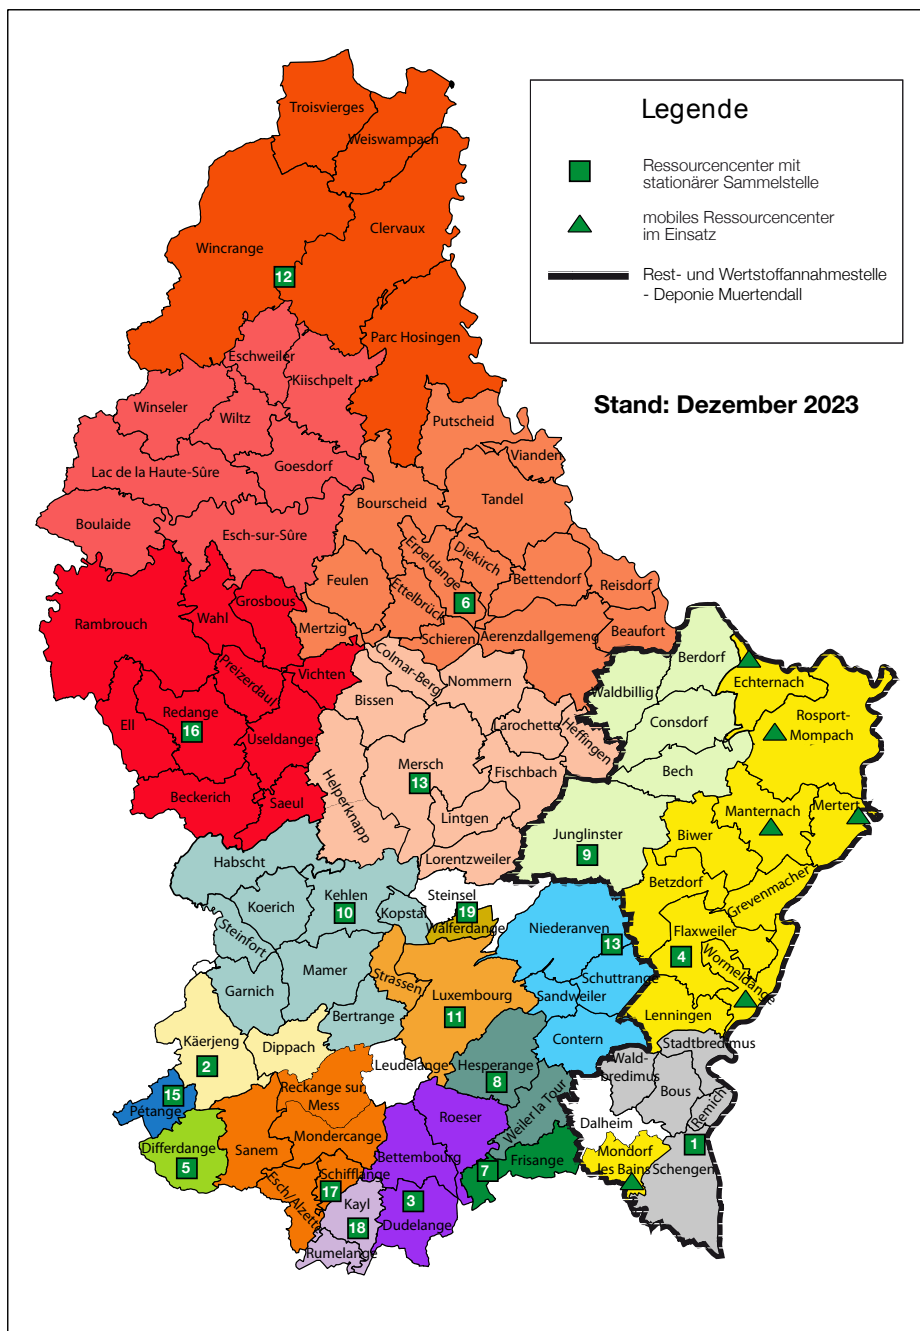 Legende
Ressourcencenter mit
stationärer Sammelstelle
mobiles Ressourcencenter
im Einsatz
Rest- und Wertstoffannahmestelle
- Deponie Muertendall
Stand: Dezember 2023
Troisvierges
Weiswampach
Clervaux
Wincrange
12
Parc Hosingen
Eschweiler
Kiischpelt
Winseler
Wiltz
Putscheid
Vianden
Goesdorf
Lac de la Haute-Sûre
Tandel
Bourscheid
Boulaide
Esch-sur-Sûre
Erpeldange
Diekirch
Feulen
Bettendorf
Reisdorf
Ettelbrück
6
Grosbous
Wahl
Rambrouch
Mertzig
Schieren
Aerenzdallgemeng
Beaufort
Colmar-Berg
Preizerdaul
Vichten
Nommern
Berdorf
Waldbillig
Echternach
Bissen
Redange
16
Ell
Useldange
Larochette
Heffingen
Consdorf
Rosport-
Mompach
Mersch
13
Fischbach
Bech
Helperknapp
Beckerich
Saeul
Lintgen
Manternach
Mertert
Junglinster
9
Biwer
Lorentzweiler
Habscht
Betzdorf
Grevenmacher
Kehlen
10
Steinsel
19
Koerich
Kopstal
Walferdange
Niederanven
13
Flaxweiler
4
Steinfort
Wormeldange
Mamer
Strassen
Schuttrange
Garnich
Luxembourg
11
Sandweiler
Bertrange
Lenningen
Käerjeng
2
Dippach
Contern
Stadtbredimus
Leudelange
Hesperange
8
Wald-
bredimus
Bous
15
Pétange
Reckange sur
Mess
Weiler la Tour
Remich
Roeser
Dalheim
1
Differdange
5
Sanem
Mondercange
Mondorf
les Bains
Bettembourg
Frisange
7
Schengen
Schifflange
17
Esch/Alzette
Kayl
18
3
Dudelange
Rumelange